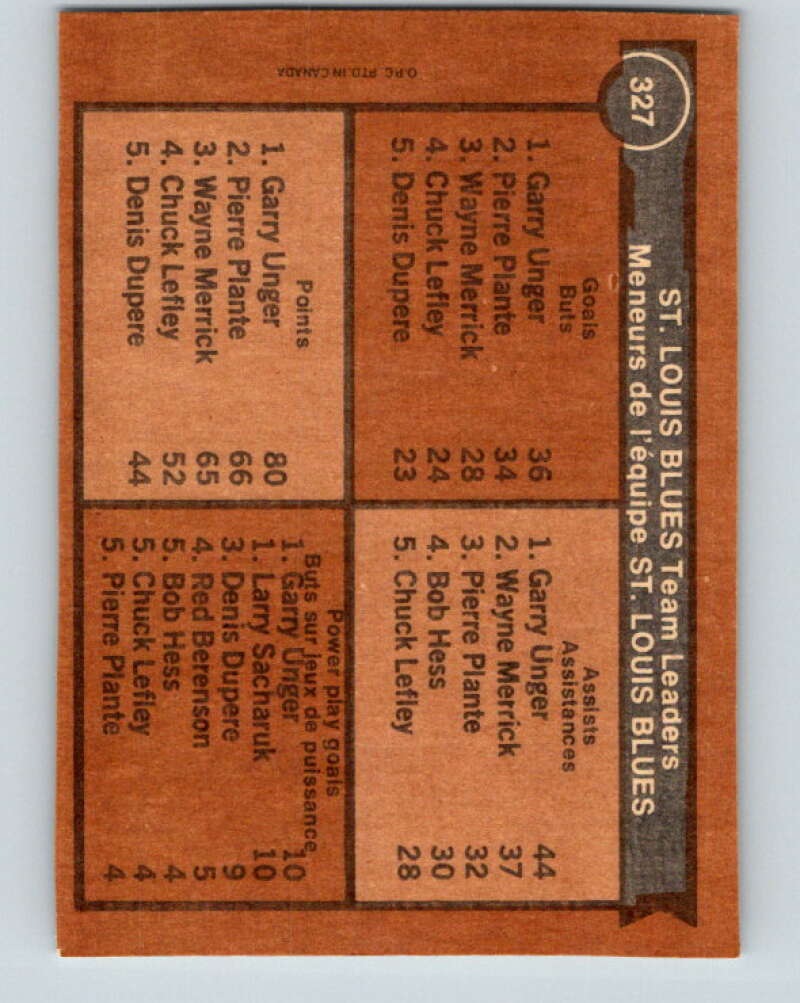 327
ST. LOUIS BLUES Team Leaders
Meneurs de l'équipe ST. LOUIS BLUES
Goals
Buts
1. Garry Unger 36
2. Pierre Plante 34
3. Wayne Merrick 28
4. Chuck Lefley 24
5. Denis Dupere 23
Assists
Assistances
1. Garry Unger 44
2. Wayne Merrick 37
3. Pierre Plante 32
4. Bob Hess 30
5. Chuck Lefley 28
Points
1. Garry Unger 80
2. Pierre Plante 66
3. Wayne Merrick 65
4. Chuck Lefley 52
5. Denis Dupere 44
Power play goals
Buts sur jeux de puissance
1. Garry Unger 10
1. Larry Sacharuk 10
3. Denis Dupere 9
4. Red Berenson 5
5. Bob Hess 4
5. Chuck Lefley 4
5. Pierre Plante 4
O.P.C. PTD. IN CANADA